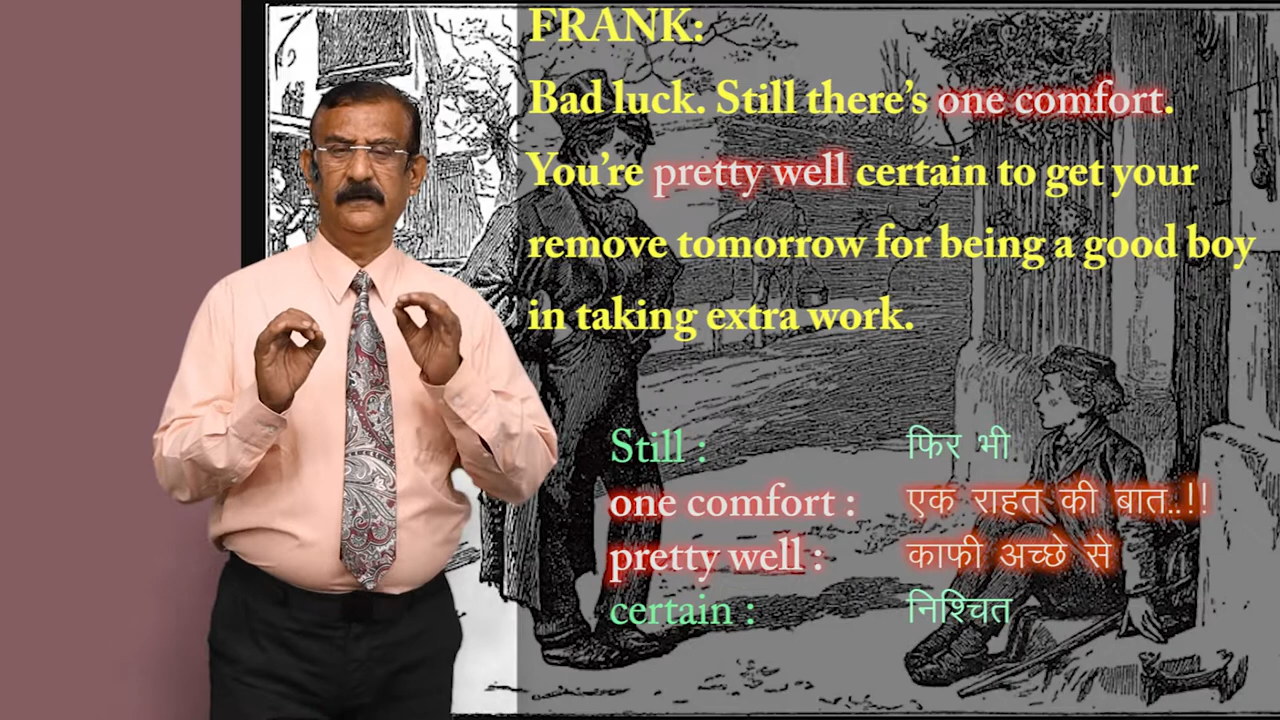 FRANK:
Bad luck. Still there's one comfort.
You're pretty well certain to get your
remove tomorrow for being a good boy
in taking extra work.
Still : फिर भी
one comfort : एक राहत की बात..!!
pretty well : काफी अच्छे से
certain : निश्चित